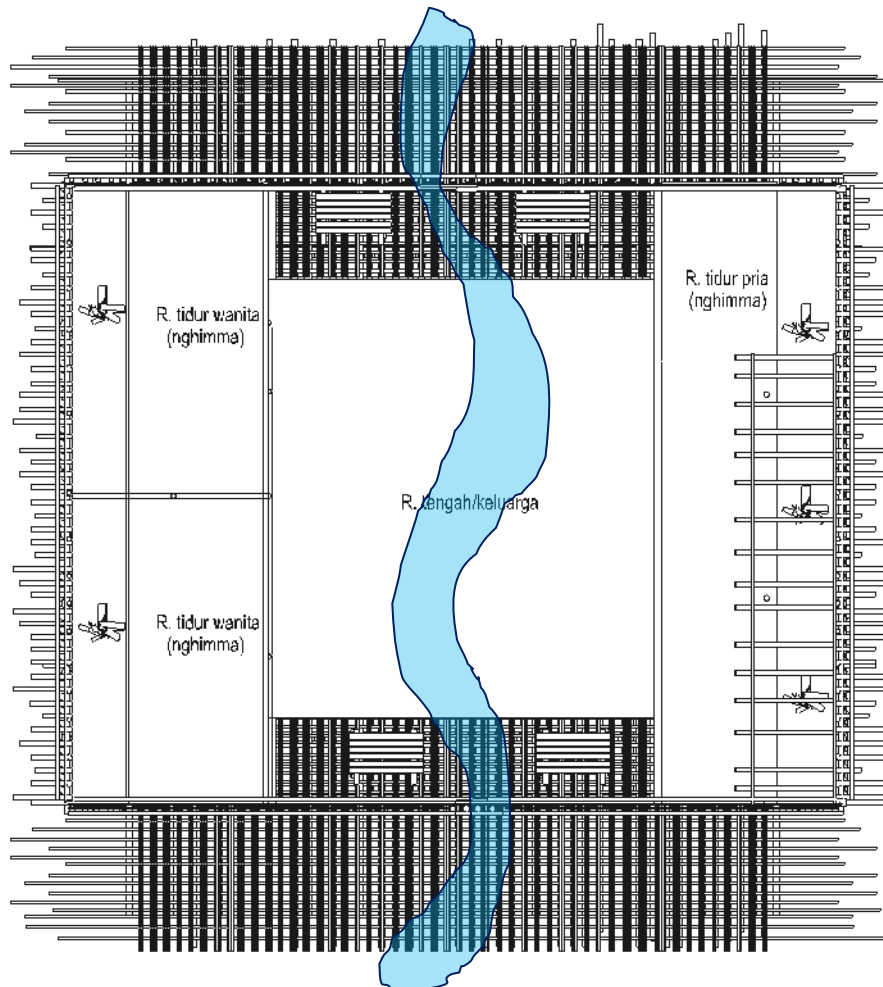 R. tidur pria
(nghimma)
R. tidur wanita
(nghimma)
R. tengah/keluarga
R. tidur wanita
(nghimma)